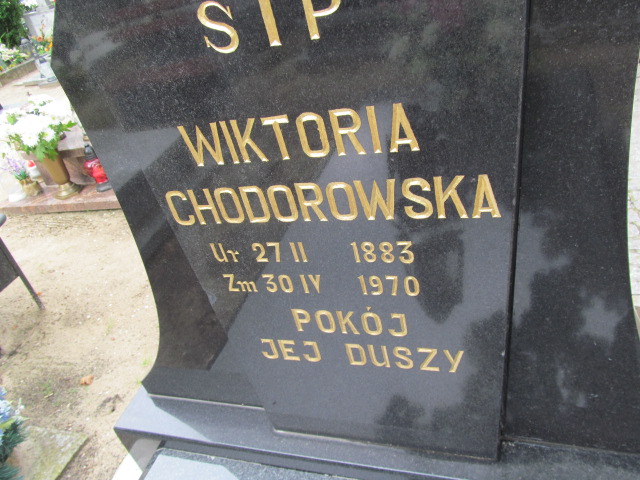 SIP
WIKTORIA
CHODOROWSKA
Ur 27 II 1883
Zm 30 IV 1970
POKÓJ
JEJ DUSZY